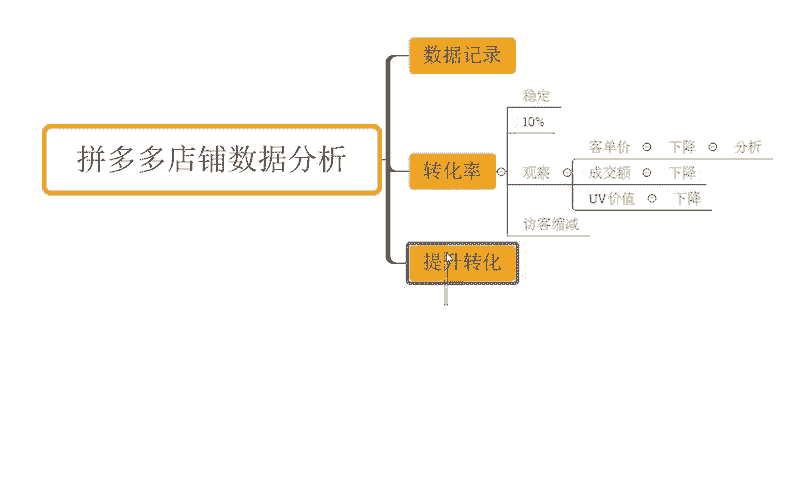 拼多多店铺数据分析
数据记录
转化率
稳定
10%
观察
客单价 下降 分析
成交额 下降
UV价值 下降
访客缩减
提升转化